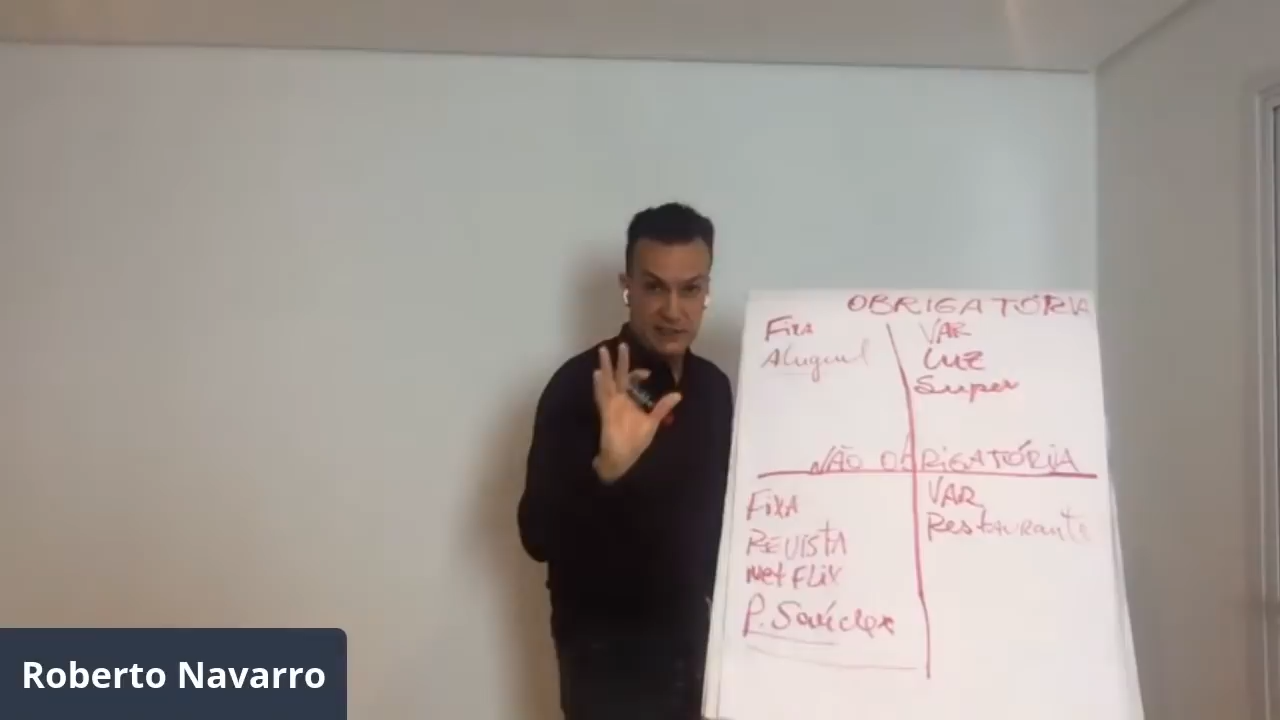 OBRIGATÓRIA
FIXA
Aluguel
VAR
LUZ
Super
NÃO OBRIGATÓRIA
FIXA
REVISTA
NetFLiX
P. Saúde
VAR
Restaurante
Roberto Navarro